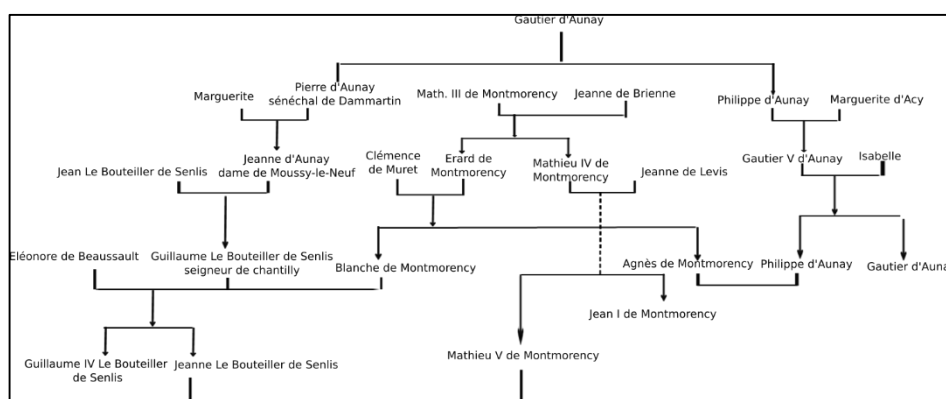 Gautier d'Aunay
Marguerite
Pierre d'Aunay
sénéchal de Dammartin
Math. III de Montmorency
Jeanne de Brienne
Philippe d'Aunay
Marguerite d'Acy
Jean Le Bouteiller de Senlis
Jeanne d'Aunay
dame de Moussy-le-Neuf
Clémence
de Muret
Erard de
Montmorency
Mathieu IV de
Montmorency
Jeanne de Levis
Gautier V d'Aunay
Isabelle
Eléonore de Beaussault
Guillaume Le Bouteiller de Senlis
seigneur de chantilly
Blanche de Montmorency
Agnès de Montmorency
Philippe d'Aunay
Gautier d'Aunay
Jean I de Montmorency
Guillaume IV Le Bouteiller
de Senlis
Jeanne Le Bouteiller de Senlis
Mathieu V de Montmorency